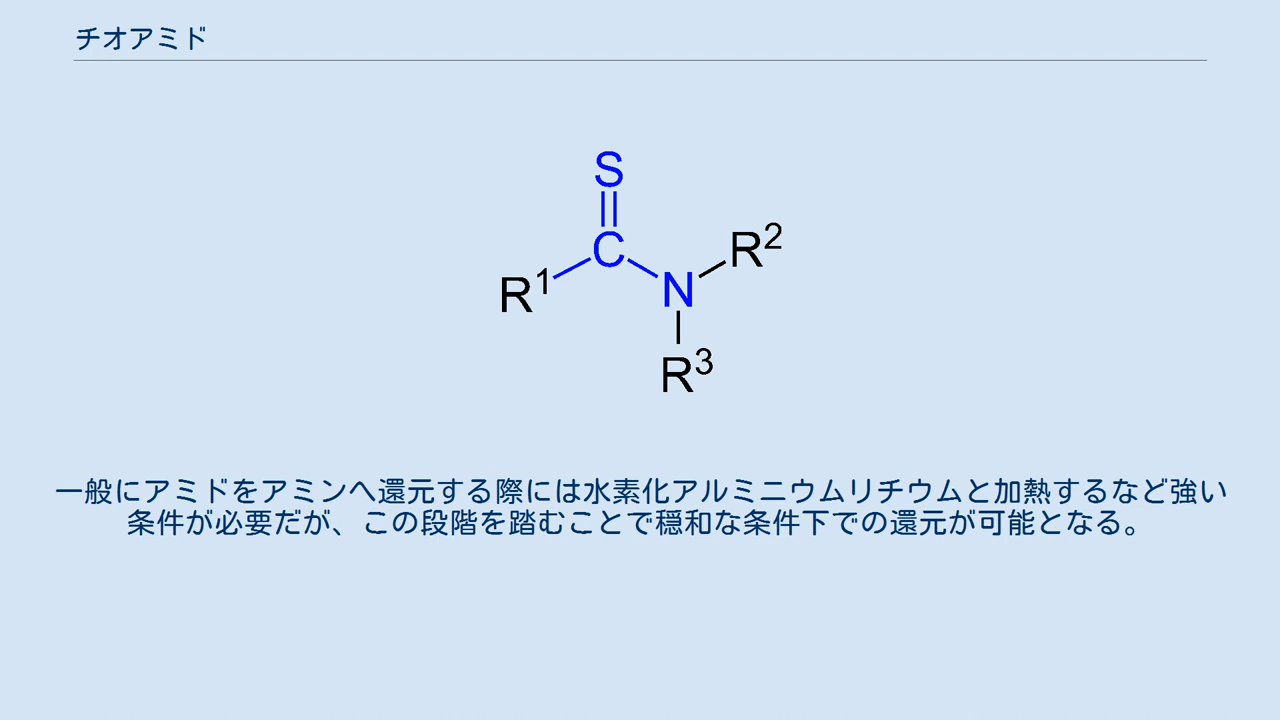 チオアミド
S
C
R¹
N
R²
R³
一般にアミドをアミンへ還元する際には水素化アルミニウムリチウムと加熱するなど強い
条件が必要だが、この段階を踏むことで穏和な条件下での還元が可能となる。